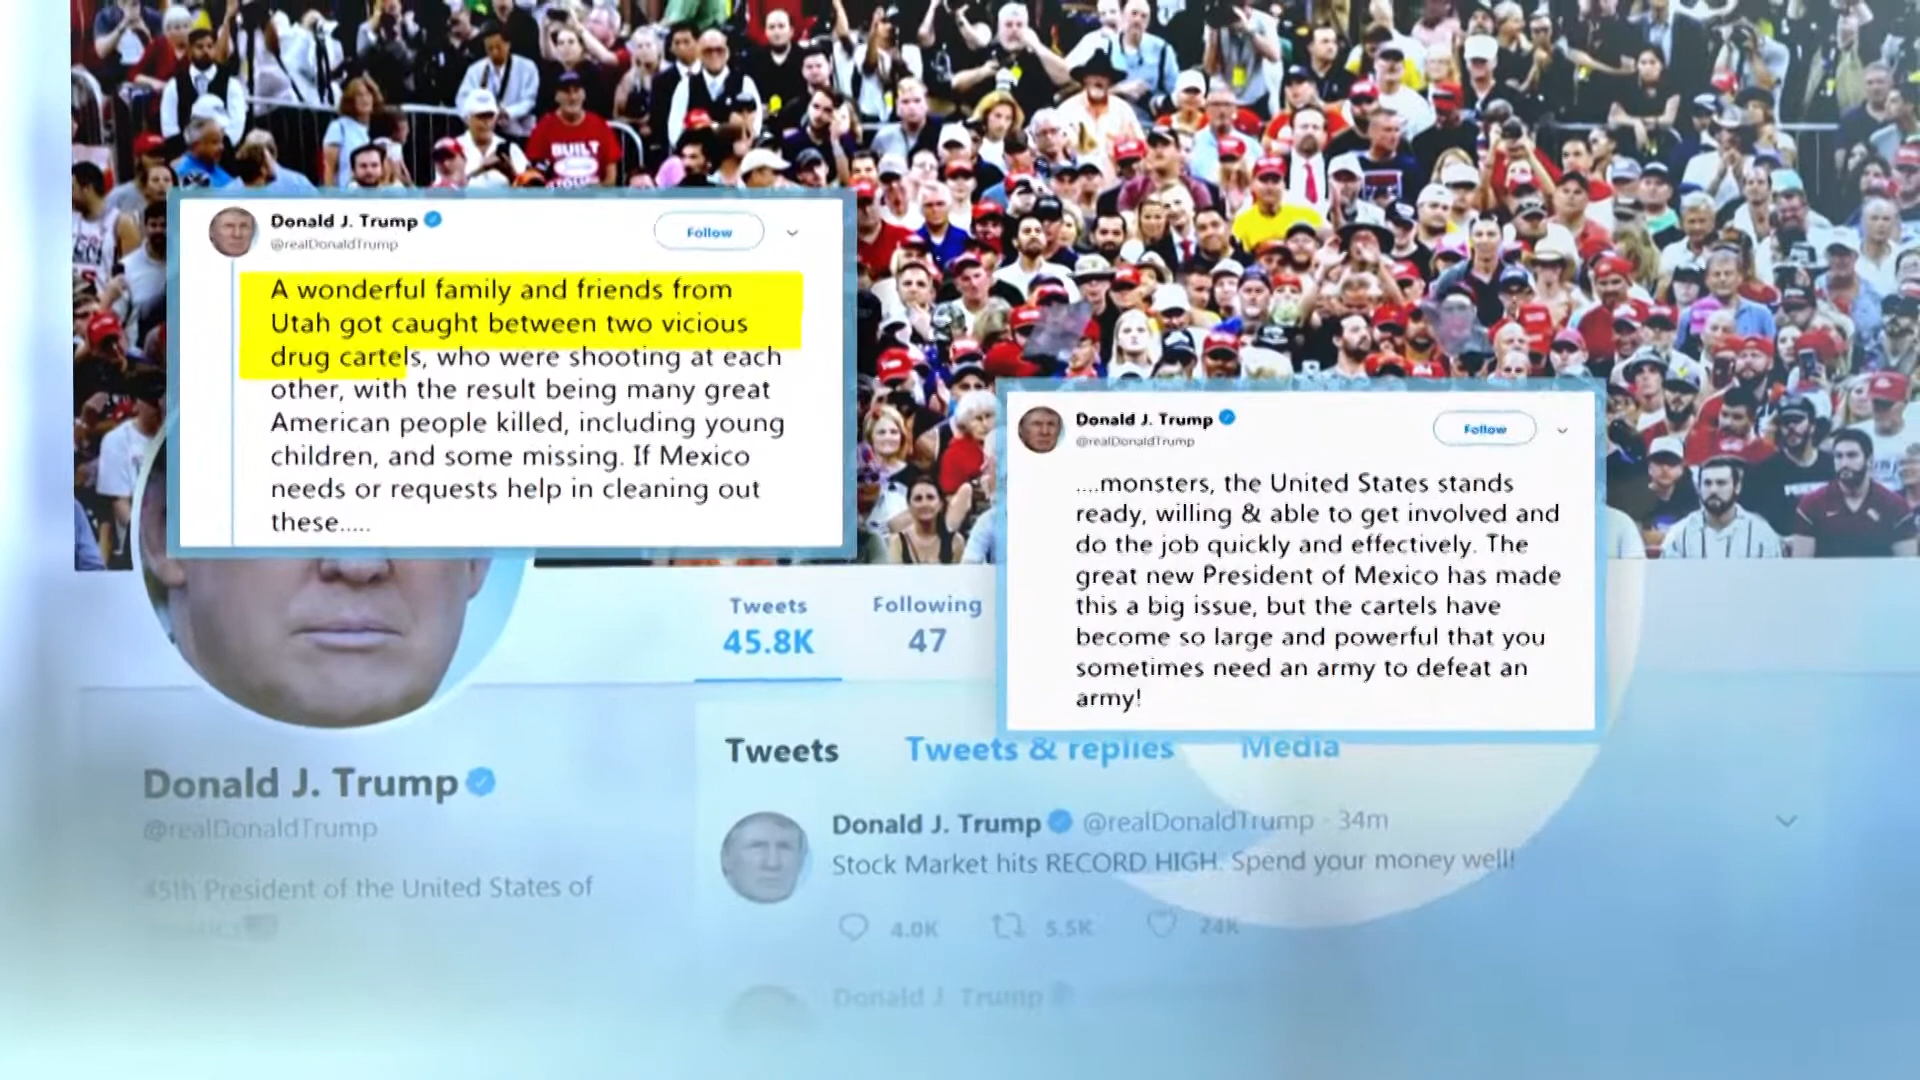 BUILT
Donald J. Trump
@realDonaldTrump
Follow
A wonderful family and friends from
Utah got caught between two vicious
drug cartels, who were shooting at each
other, with the result being many great
American people killed, including young
children, and some missing. If Mexico
needs or requests help in cleaning out
these.....
Donald J. Trump
@realDonaldTrump
Follow
....monsters, the United States stands
ready, willing & able to get involved and
do the job quickly and effectively. The
great new President of Mexico has made
this a big issue, but the cartels have
become so large and powerful that you
sometimes need an army to defeat an
army!
Tweets
45.8K
Following
47
Donald J. Trump
@realDonaldTrump
45th President of the United States of
Tweets Tweets & replies Media
Donald J. Trump @realDonaldTrump · 34m
Stock Market hits RECORD HIGH. Spend your money well!
4.0K 5.5K 24K
Donald J. Trump